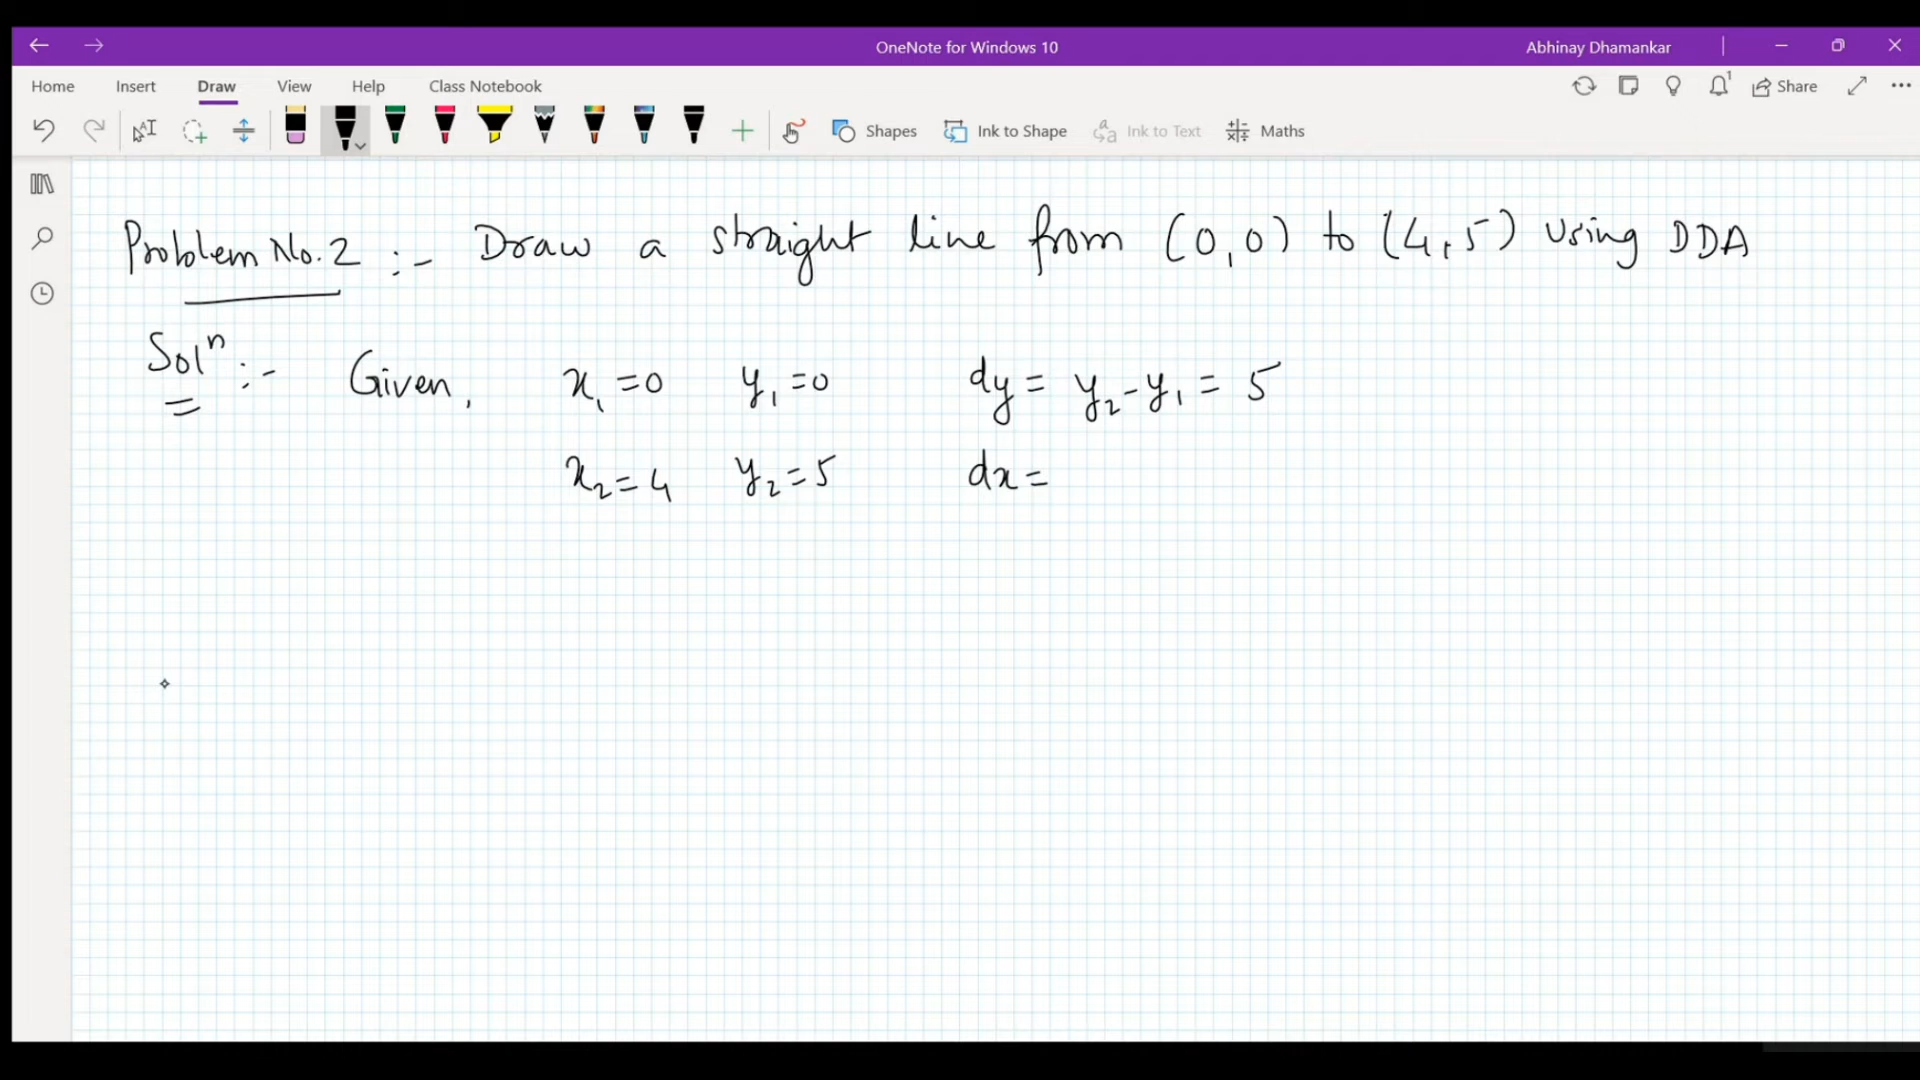 OneNote for Windows 10
Abhinay Dhamankar
Home Insert Draw View Help Class Notebook
1
Share
Shapes Ink to Shape Ink to Text Maths
Problem No. 2 :- Draw a straight line from (0,0) to (4,5) using DDA
Solⁿ :- Given, x₁ = 0 y₁ = 0 dy = y₂ - y₁ = 5
x₂ = 4 y₂ = 5 dx =